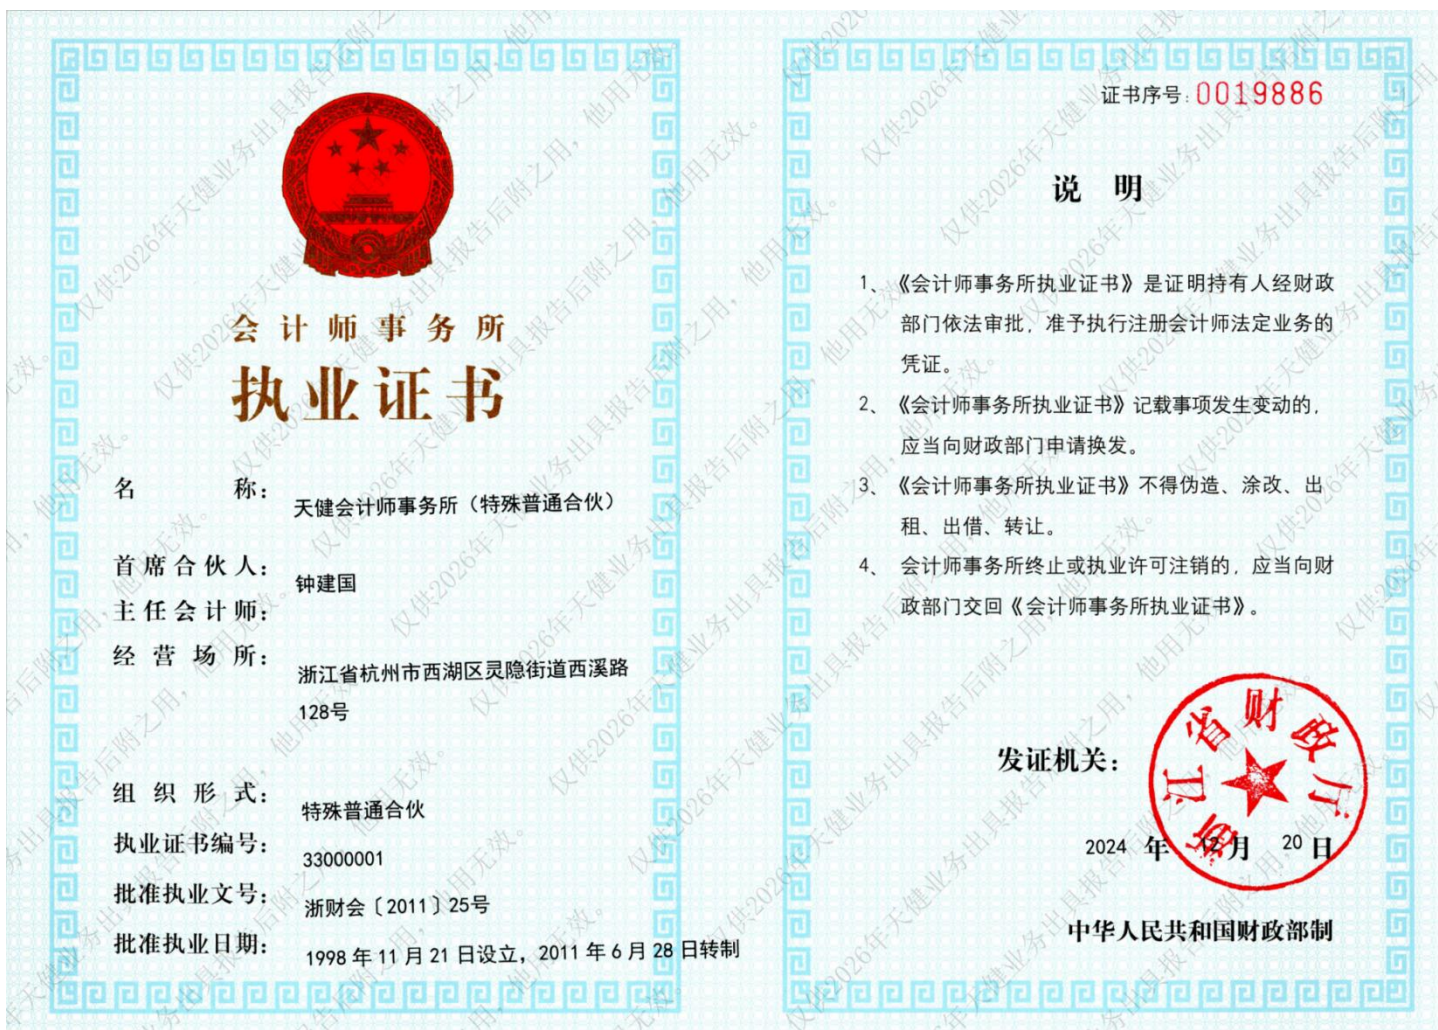 会计师事务所
执业证书
名称：
天健会计师事务所（特殊普通合伙）
首席合伙人：
钟建国
主任会计师：
经营场所：
浙江省杭州市西湖区灵隐街道西溪路
128号
组织形式：
特殊普通合伙
执业证书编号：
33000001
批准执业文号：
浙财会〔2011〕25号
批准执业日期：
1998年11月21日设立，2011年6月28日转制
证书序号：0019886
说明
1、《会计师事务所执业证书》是证明持有人经财政
部门依法审批，准予执行注册会计师法定业务的
凭证。
2、《会计师事务所执业证书》记载事项发生变动的，
应当向财政部门申请换发。
3、《会计师事务所执业证书》不得伪造、涂改、出
租、出借、转让。
4、会计师事务所终止或执业许可注销的，应当向财
政部门交回《会计师事务所执业证书》。
发证机关：
浙江省财政厅
2024年12月20日
中华人民共和国财政部制
仅供2026年天健业务出具报告后附之用，他用无效。